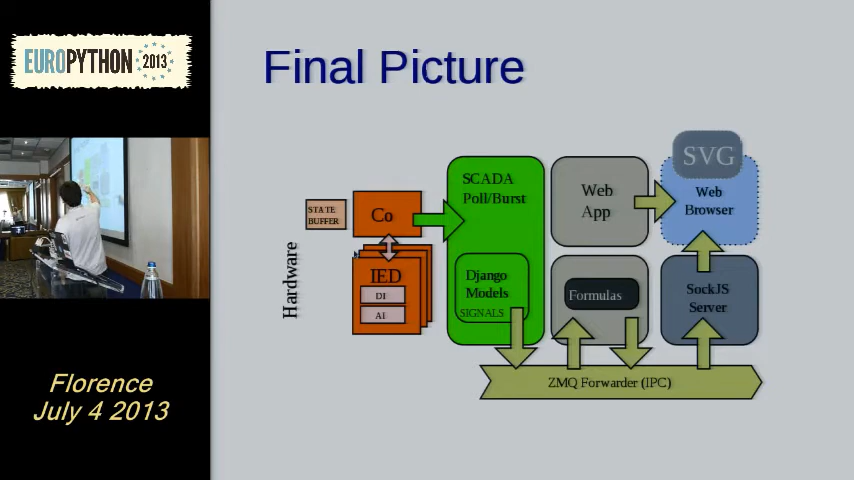 EUROPYTHON 2013
Florence
July 4 2013
Final Picture
Hardware
STATE
BUFFER
Co
IED
DI
AI
SCADA
Poll/Burst
Django
Models
SIGNALS
Web
App
Formulas
SVG
Web
Browser
SockJS
Server
ZMQ Forwarder (IPC)